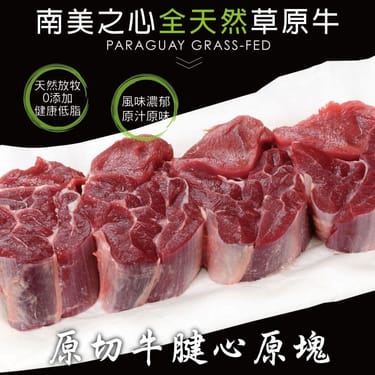 南美之心全天然草原牛
PARAGUAY GRASS-FED
天然放牧
0添加
健康低脂
風味濃郁
原汁原味
原切牛腱心原塊